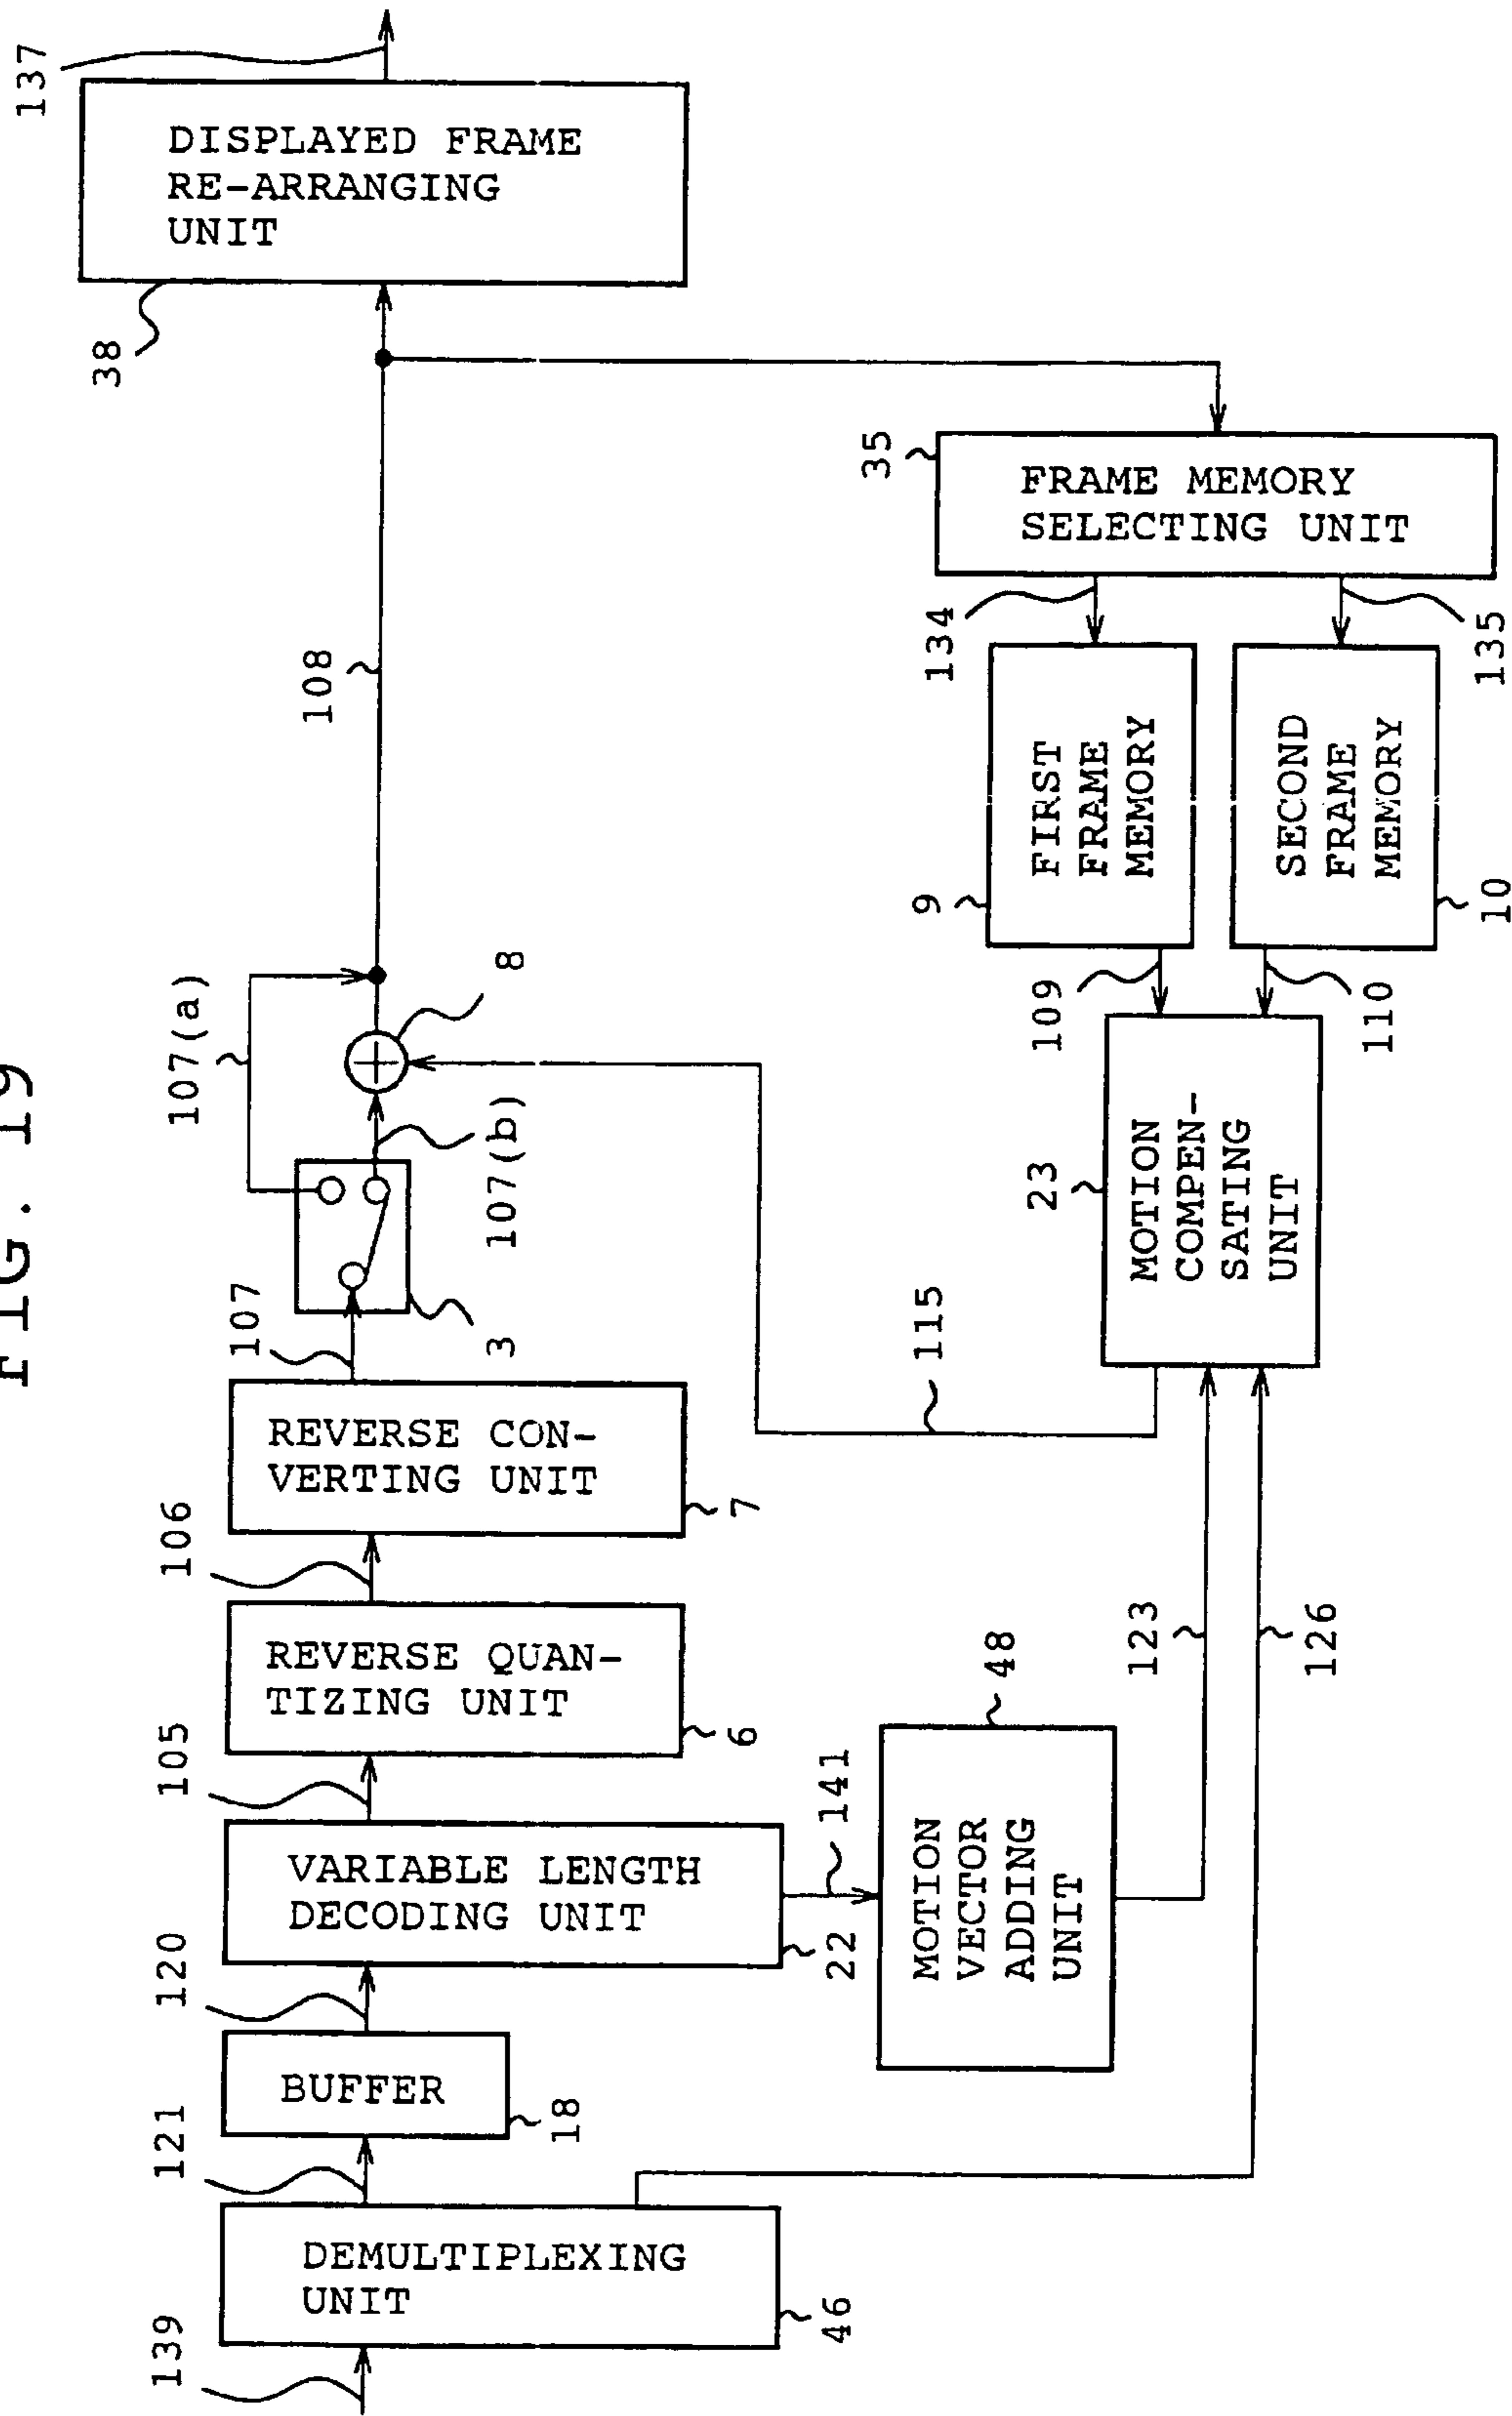 FIG. 19
139
DEMULTIPLEXING
UNIT
46
121
BUFFER
18
120
VARIABLE LENGTH
DECODING UNIT
22
105
REVERSE QUAN-
TIZING UNIT
6
106
REVERSE CON-
VERTING UNIT
7
107
3
107(a)
107(b)
8
108
38
DISPLAYED FRAME
RE-ARRANGING
UNIT
137
141
MOTION
VECTOR
ADDING
UNIT
48
123
126
115
23
MOTION
COMPEN-
SATING
UNIT
109
110
9
FIRST
FRAME
MEMORY
SECOND
FRAME
MEMORY
10
134
135
35
FRAME MEMORY
SELECTING UNIT